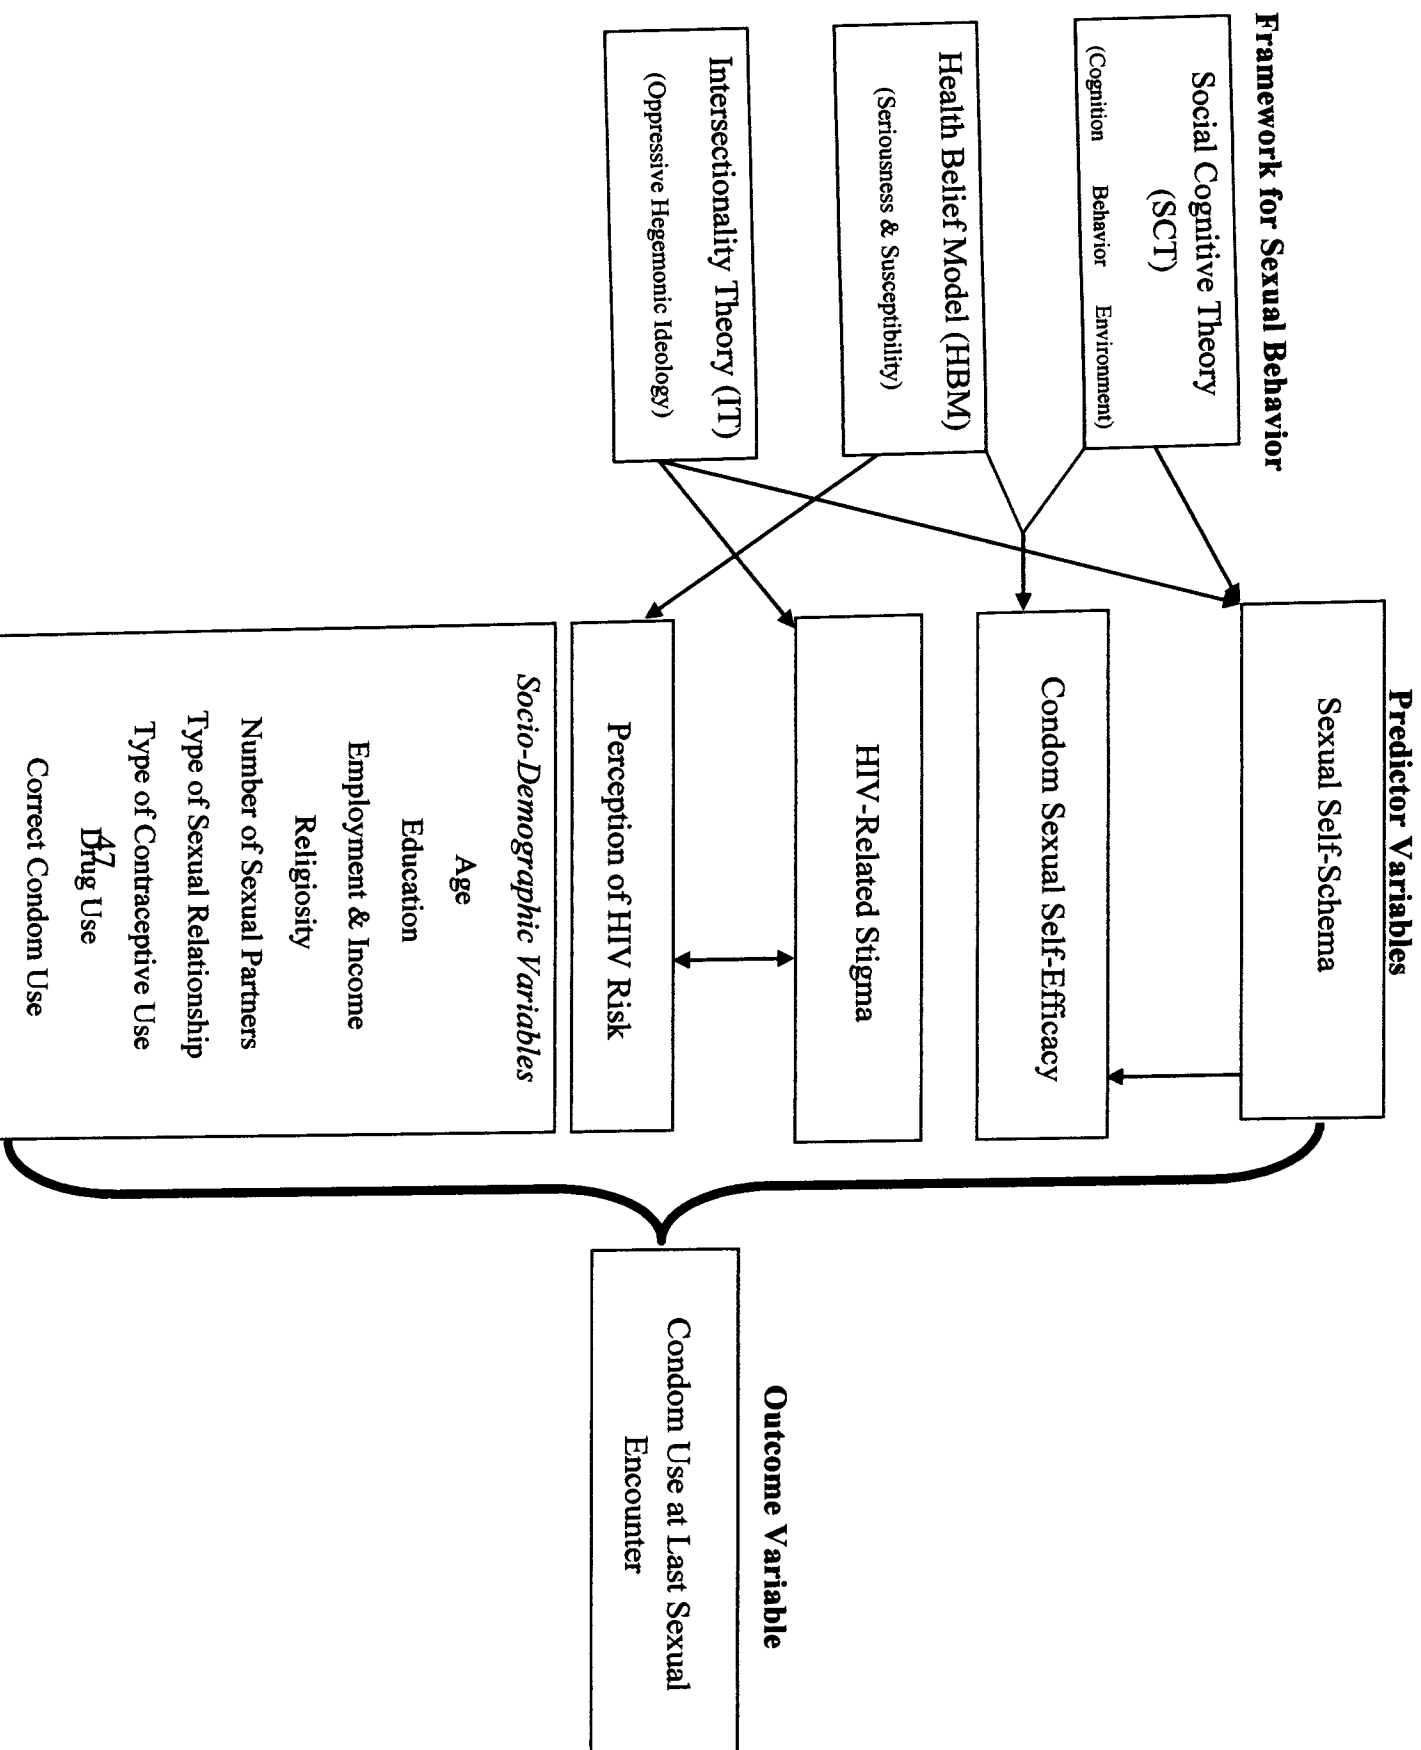 Framework for Sexual Behavior
Social Cognitive Theory
(SCT)
(Cognition Behavior Environment)
Health Belief Model (HBM)
(Seriousness & Susceptibility)
Intersectionality Theory (IT)
(Oppressive Hegemonic Ideology)
Predictor Variables
Sexual Self-Schema
Condom Sexual Self-Efficacy
HIV-Related Stigma
Perception of HIV Risk
Socio-Demographic Variables
Age
Education
Employment & Income
Religiosity
Number of Sexual Partners
Type of Sexual Relationship
Type of Contraceptive Use
Drug Use
Correct Condom Use
Outcome Variable
Condom Use at Last Sexual
Encounter
47